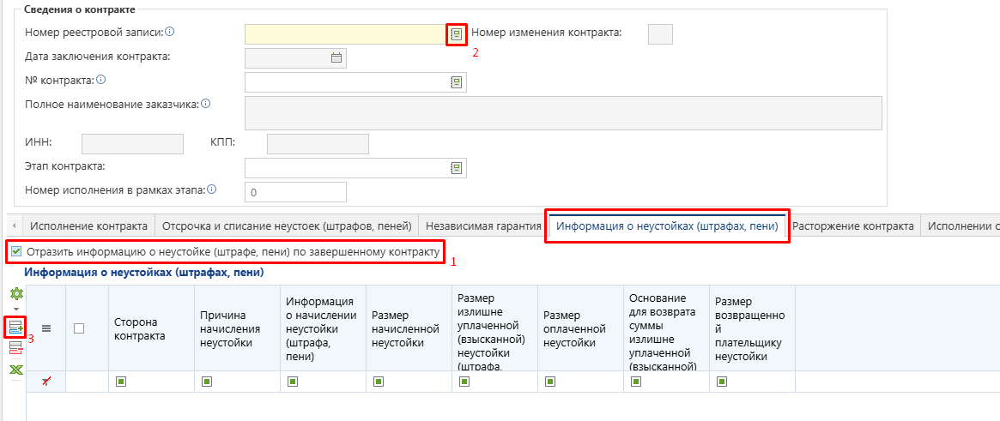 Сведения о контракте
Номер реестровой записи:
Номер изменения контракта:
2
Дата заключения контракта:
№ контракта:
Полное наименование заказчика:
ИНН:
КПП:
Этап контракта:
Номер исполнения в рамках этапа:
0
Исполнение контракта
Отсрочка и списание неустоек (штрафов, пеней)
Независимая гарантия
Информация о неустойках (штрафах, пени)
Расторжение контракта
Исполнении о
Отразить информацию о неустойке (штрафе, пени) по завершенному контракту
1
Информация о неустойках (штрафах, пени)
3
Сторона
контракта
Причина
начисления
неустойки
Информация
о начислении
неустойки
(штрафа,
пени)
Размер
начисленной
неустойки
Размер
излишне
уплаченной
(взысканной)
неустойки
(штрафа.
Размер
оплаченной
неустойки
Основание
для возврата
суммы
излишне
уплаченной
(взысканной)
Размер
возвращенно
й
плательщику
неустойки